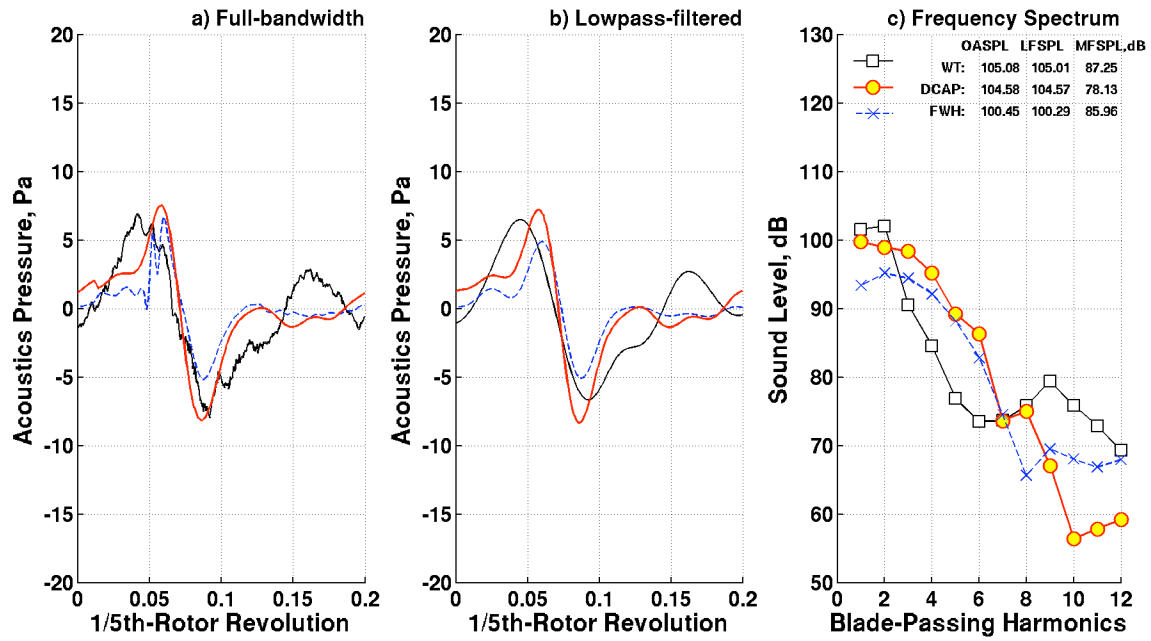 a) Full-bandwidth
20
15
10
5
0
-5
-10
-15
-20
Acoustics Pressure, Pa
0
0.05
0.1
0.15
0.2
1/5th-Rotor Revolution
b) Lowpass-filtered
20
15
10
5
0
-5
-10
-15
-20
Acoustics Pressure, Pa
0
0.05
0.1
0.15
0.2
1/5th-Rotor Revolution
c) Frequency Spectrum
130
120
110
100
90
80
70
60
50
Sound Level, dB
OASPL LFSPL MFSPL,dB
WT: 105.08 105.01 87.25
DCAP: 104.58 104.57 78.13
FWH: 100.45 100.29 85.96
0 2 4 6 8 10 12
Blade-Passing Harmonics